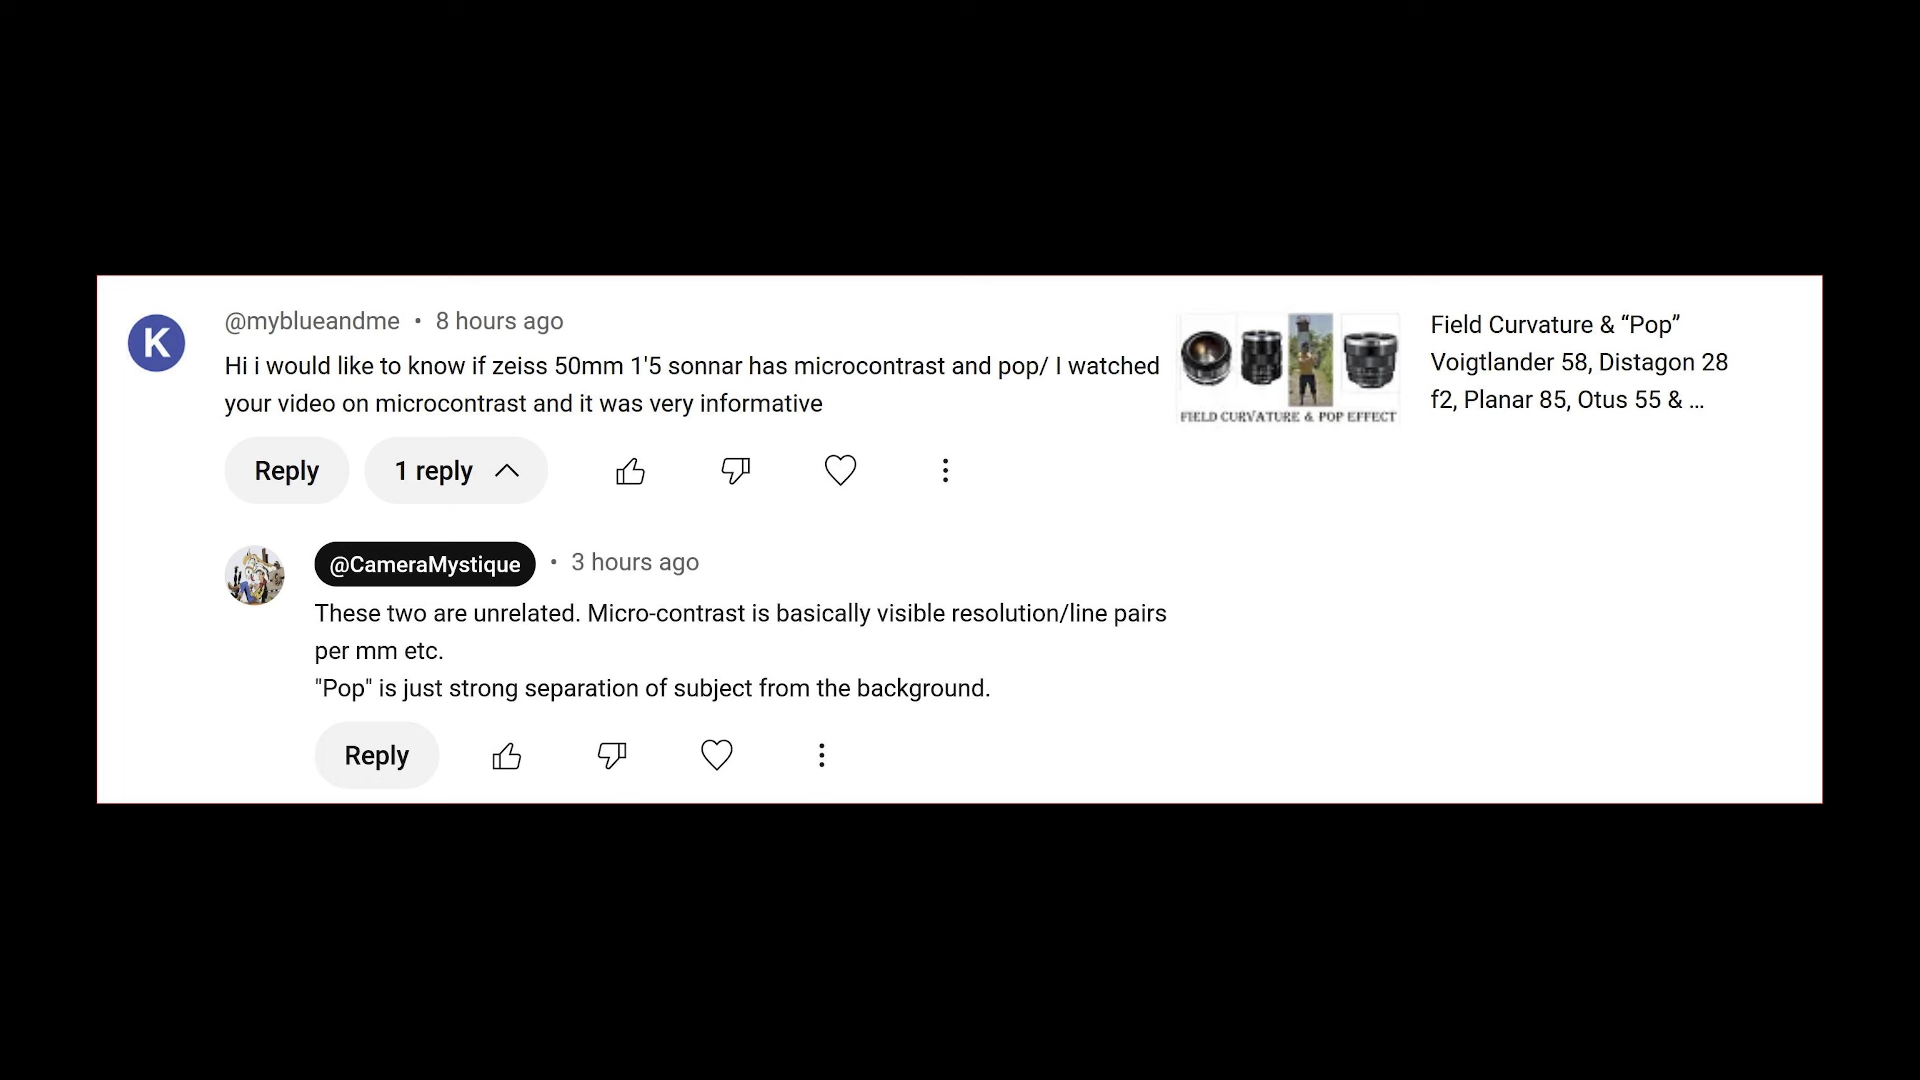 K
@myblueandme • 8 hours ago
Hi i would like to know if zeiss 50mm 1'5 sonnar has microcontrast and pop/ I watched
your video on microcontrast and it was very informative
FIELD CURVATURE & POP EFFECT
Field Curvature & “Pop”
Voigtlander 58, Distagon 28
f2, Planar 85, Otus 55 & ...
Reply
1 reply
@CameraMystique • 3 hours ago
These two are unrelated. Micro-contrast is basically visible resolution/line pairs
per mm etc.
"Pop" is just strong separation of subject from the background.
Reply